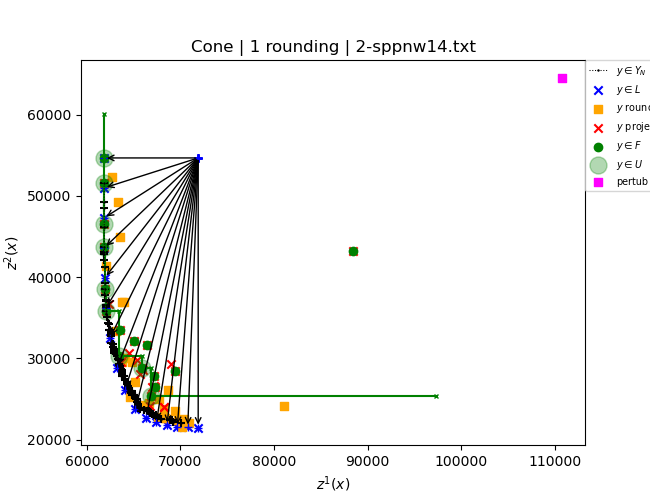 Cone | 1 rounding | 2-sppnw14.txt
60000
50000
40000
30000
20000
z²(x)
60000
70000
80000
90000
100000
110000
z¹(x)
y ∈ Y_N
y ∈ L
y roun
y proje
y ∈ F
y ∈ U
pertub